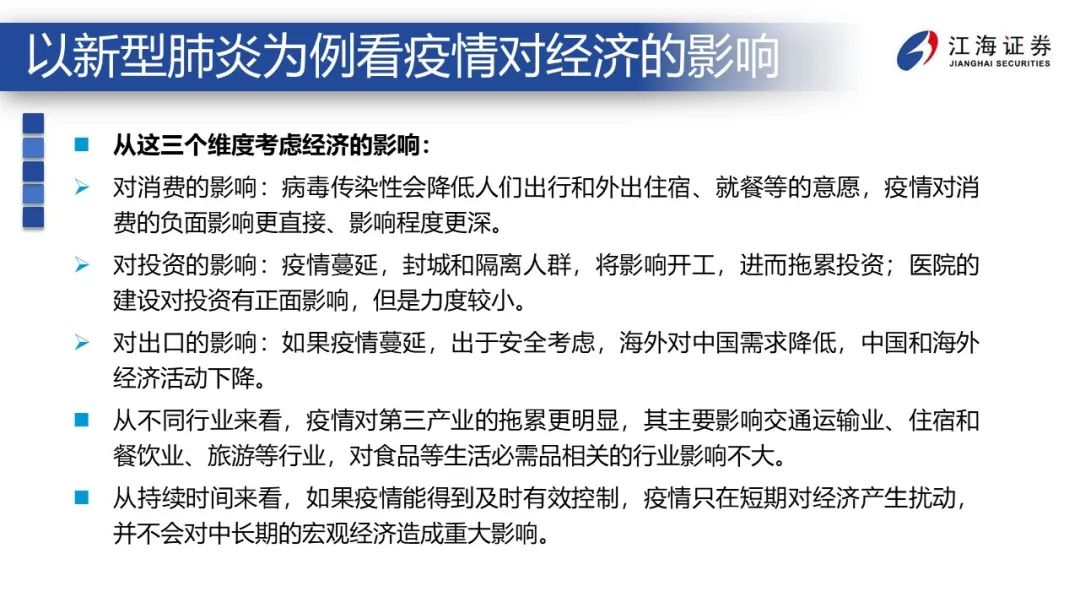 以新型肺炎为例看疫情对经济的影响
江海证券
JIANGHAI SECURITIES
从这三个维度考虑经济的影响：
对消费的影响：病毒传染性会降低人们出行和外出住宿、就餐等的意愿，疫情对消
费的负面影响更直接、影响程度更深。
对投资的影响：疫情蔓延，封城和隔离人群，将影响开工，进而拖累投资；医院的
建设对投资有正面影响，但是力度较小。
对出口的影响：如果疫情蔓延，出于安全考虑，海外对中国需求降低，中国和海外
经济活动下降。
从不同行业来看，疫情对第三产业的拖累更明显，其主要影响交通运输业、住宿和
餐饮业、旅游等行业，对食品等生活必需品相关的行业影响不大。
从持续时间来看，如果疫情能得到及时有效控制，疫情只在短期对经济产生扰动，
并不会对中长期的宏观经济造成重大影响。